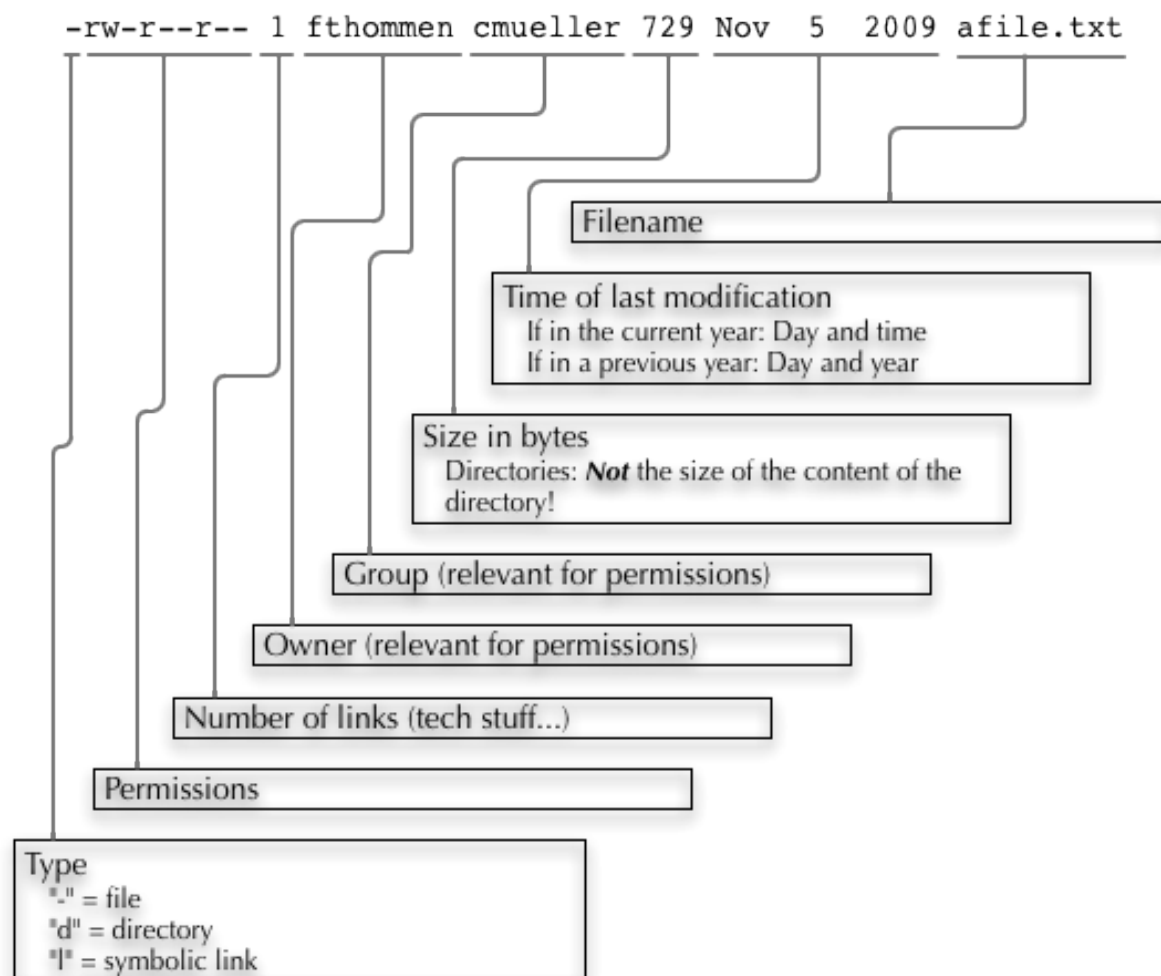 -rw-r--r-- 1 fthommen cmueller 729 Nov 5 2009 afile.txt
Filename
Time of last modification
If in the current year: Day and time
If in a previous year: Day and year
Size in bytes
Directories: Not the size of the content of the
directory!
Group (relevant for permissions)
Owner (relevant for permissions)
Number of links (tech stuff...)
Permissions
Type
"-" = file
"d" = directory
"l" = symbolic link